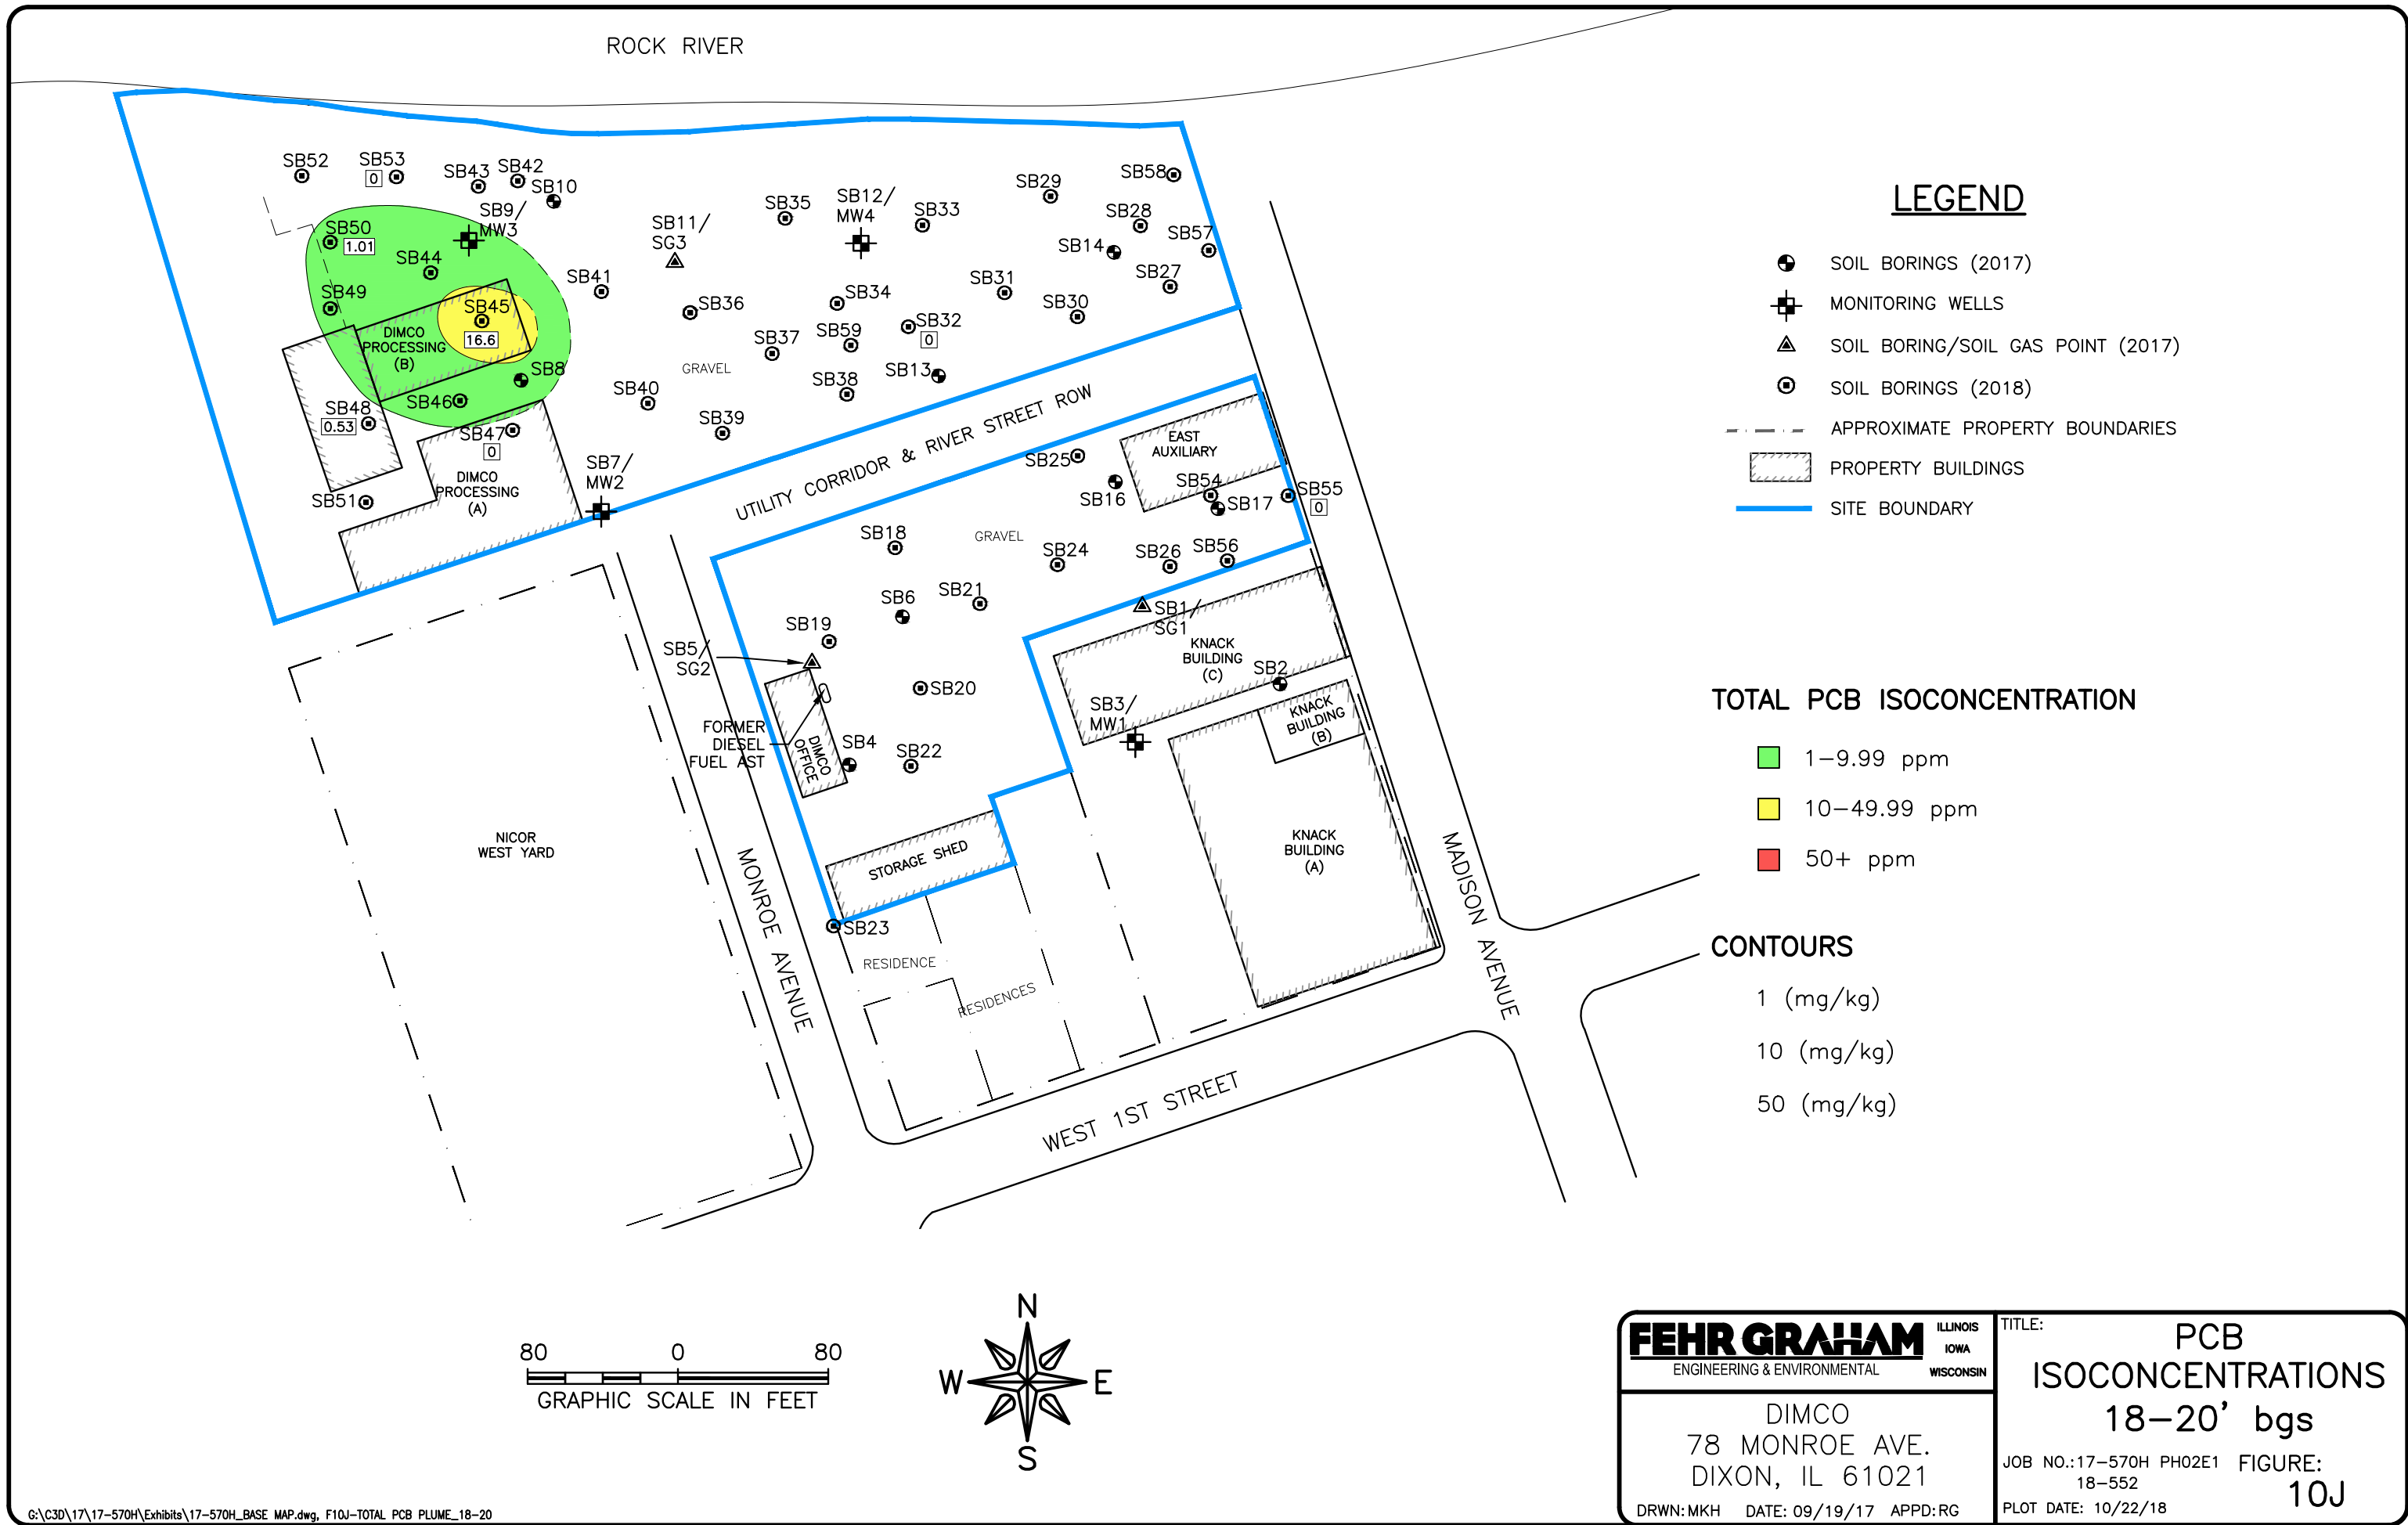 ROCK RIVER
SB52
SB53
0
SB43
SB42
SB10
SB9/
MW3
SB50
1.01
SB44
SB49
SB45
16.6
DIMCO
PROCESSING
(B)
SB8
SB46
SB48
0.53
SB47
0
SB51
DIMCO
PROCESSING
(A)
SB7/
MW2
SB41
SB40
SB11/
SG3
SB36
SB35
SB12/
MW4
SB33
SB34
SB37
SB59
SB32
0
SB13
SB38
SB39
GRAVEL
SB29
SB58
SB28
SB57
SB14
SB27
SB31
SB30
UTILITY CORRIDOR & RIVER STREET ROW
EAST
AUXILIARY
SB25
SB16
SB54
SB17
SB55
0
SB18
GRAVEL
SB24
SB26
SB56
SB6
SB21
SB19
SB5/
SG2
SB1/
SG1
KNACK
BUILDING
(C)
SB2
SB20
SB3/
MW1
KNACK
BUILDING
(B)
FORMER
DIESEL
FUEL AST
DIMCO
OFFICE
SB4
SB22
NICOR
WEST YARD
STORAGE SHED
KNACK
BUILDING
(A)
SB23
RESIDENCE
RESIDENCES
MONROE AVENUE
MADISON AVENUE
WEST 1ST STREET
LEGEND
SOIL BORINGS (2017)
MONITORING WELLS
SOIL BORING/SOIL GAS POINT (2017)
SOIL BORINGS (2018)
APPROXIMATE PROPERTY BOUNDARIES
PROPERTY BUILDINGS
SITE BOUNDARY
TOTAL PCB ISOCONCENTRATION
1-9.99 ppm
10-49.99 ppm
50+ ppm
CONTOURS
1 (mg/kg)
10 (mg/kg)
50 (mg/kg)
80 0 80
GRAPHIC SCALE IN FEET
N
W E
S
FEHR GRAHAM
ENGINEERING & ENVIRONMENTAL
ILLINOIS
IOWA
WISCONSIN
DIMCO
78 MONROE AVE.
DIXON, IL 61021
DRWN: MKH DATE: 09/19/17 APPD: RG
TITLE:
PCB
ISOCONCENTRATIONS
18-20' bgs
JOB NO.: 17-570H PH02E1
18-552
FIGURE:
10J
PLOT DATE: 10/22/18
G:\C3D\17\17-570H\Exhibits\17-570H_BASE MAP.dwg, F10J-TOTAL PCB PLUME_18-20